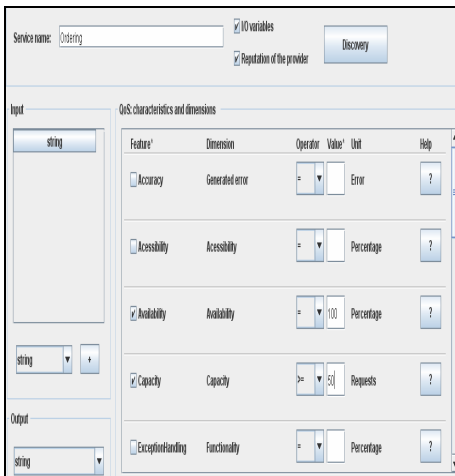 Service name: Ordering
I/O variables
Reputation of the provider
Discovery
Input
string
string +
Output
string
QoS: characteristics and dimensions
Feature* Dimension Operator Value* Unit Help
Accuracy Generated error = Error ?
Acessibility Acessibility = Percentage ?
Availability Availability = 100 Percentage ?
Capacity Capacity >= 50 Requests ?
ExceptionHandling Functionality = Percentage ?